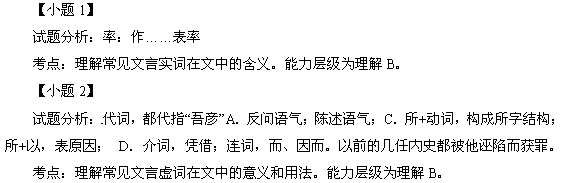 【小题1】
试题分析：率：作……表率
考点：理解常见文言实词在文中的含义。能力层级为理解B。
【小题2】
试题分析：.代词，都代指“吾彦”A．反问语气；陈述语气；C．所+动词，构成所字结构；
所+以，表原因； D．介词，凭借；连词，而、因而。以前的几任内史都被他诬陷而获罪。
考点：理解常见文言虚词在文中的意义和用法。能力层级为理解B。